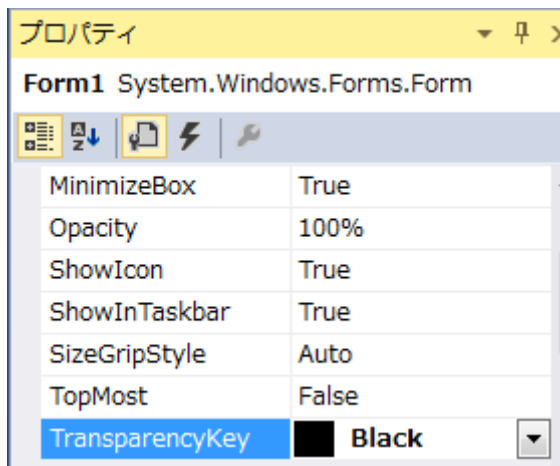 プロパティ
Form1 System.Windows.Forms.Form
MinimizeBox True
Opacity 100%
ShowIcon True
ShowInTaskbar True
SizeGripStyle Auto
TopMost False
TransparencyKey Black